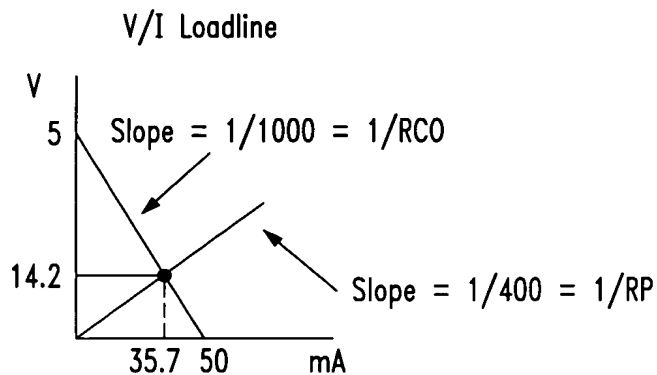 V/I Loadline
V
5
Slope = 1/1000 = 1/RCO
14.2
Slope = 1/400 = 1/RP
35.7 50 mA